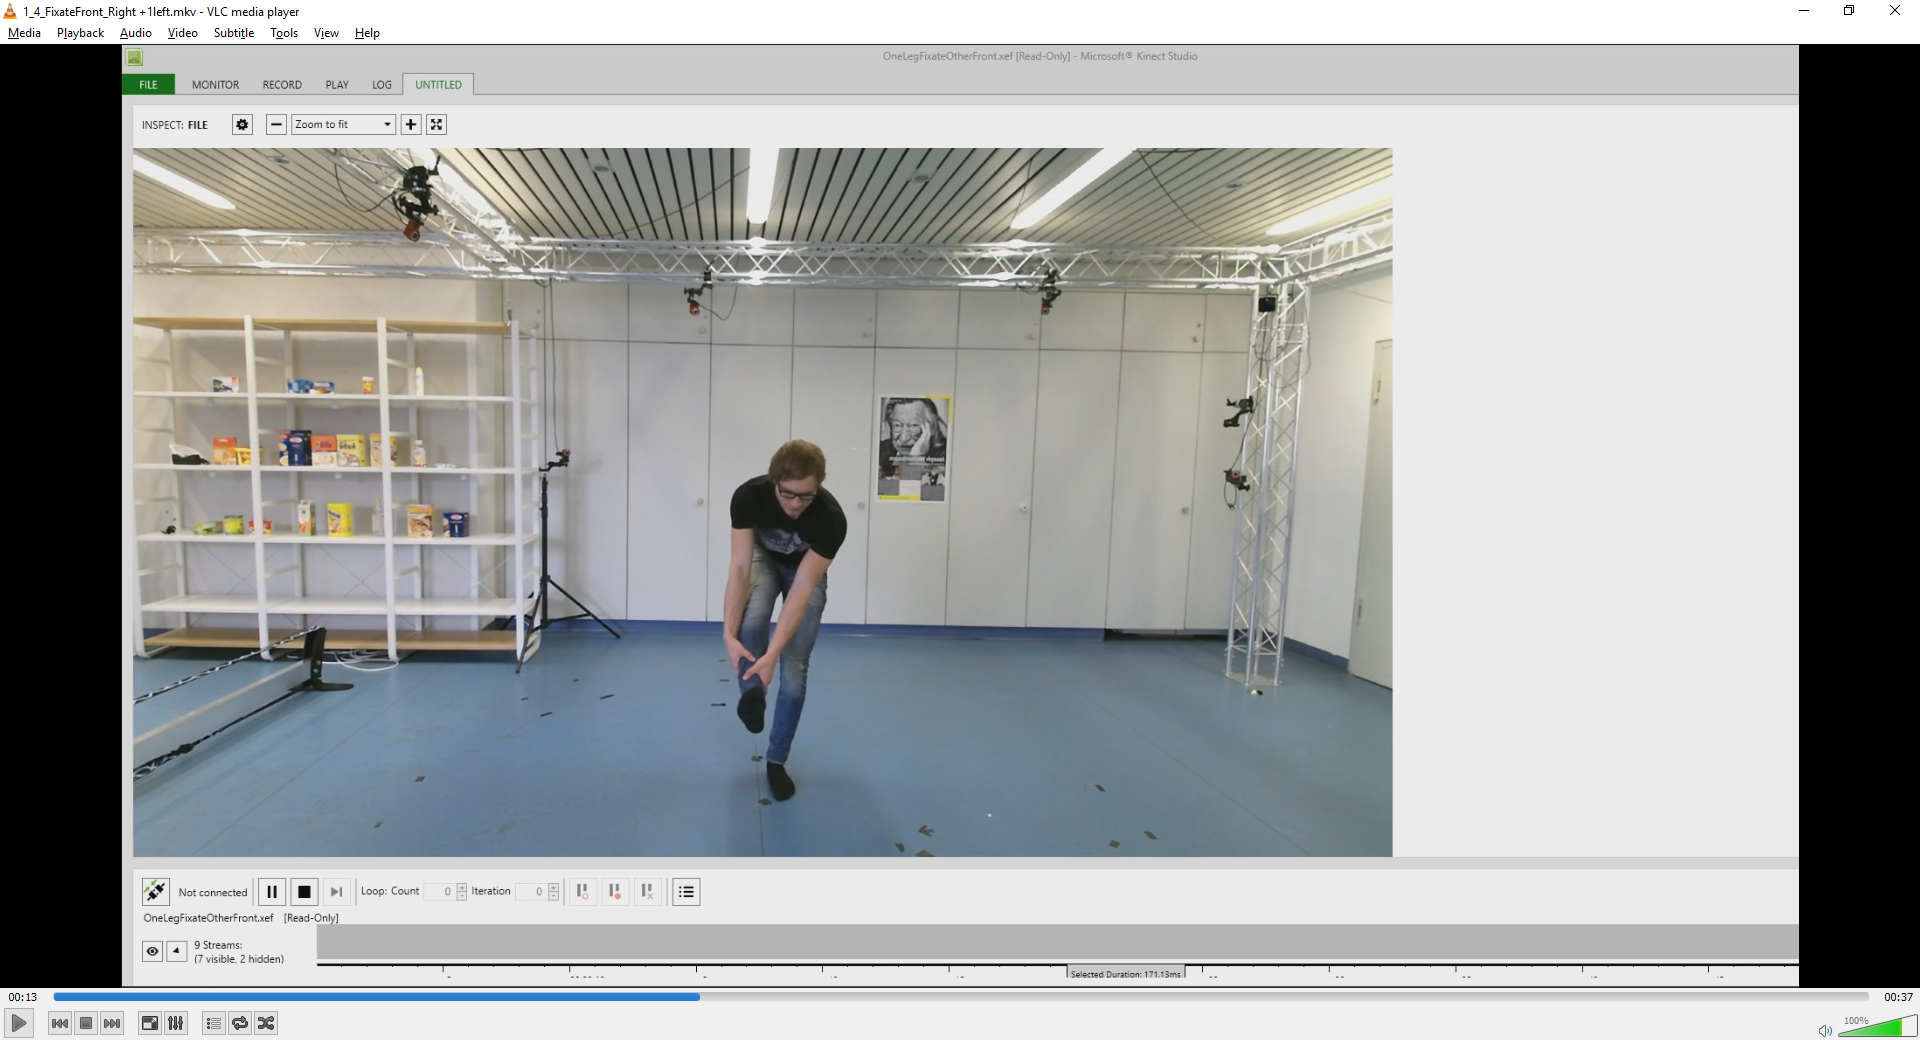 1_4_FixateFront_Right +1left.mkv - VLC media player
Media Playback Audio Video Subtitle Tools View Help
OneLegFixateOtherFront.xef [Read-Only] - Microsoft® Kinect Studio
FILE MONITOR RECORD PLAY LOG UNTITLED
INSPECT: FILE Zoom to fit
Not connected Loop: Count 0 Iteration 0
OneLegFixateOtherFront.xef [Read-Only]
9 Streams:
(7 visible, 2 hidden)
Selected Duration: 171.13ms
00:13 00:37
100%